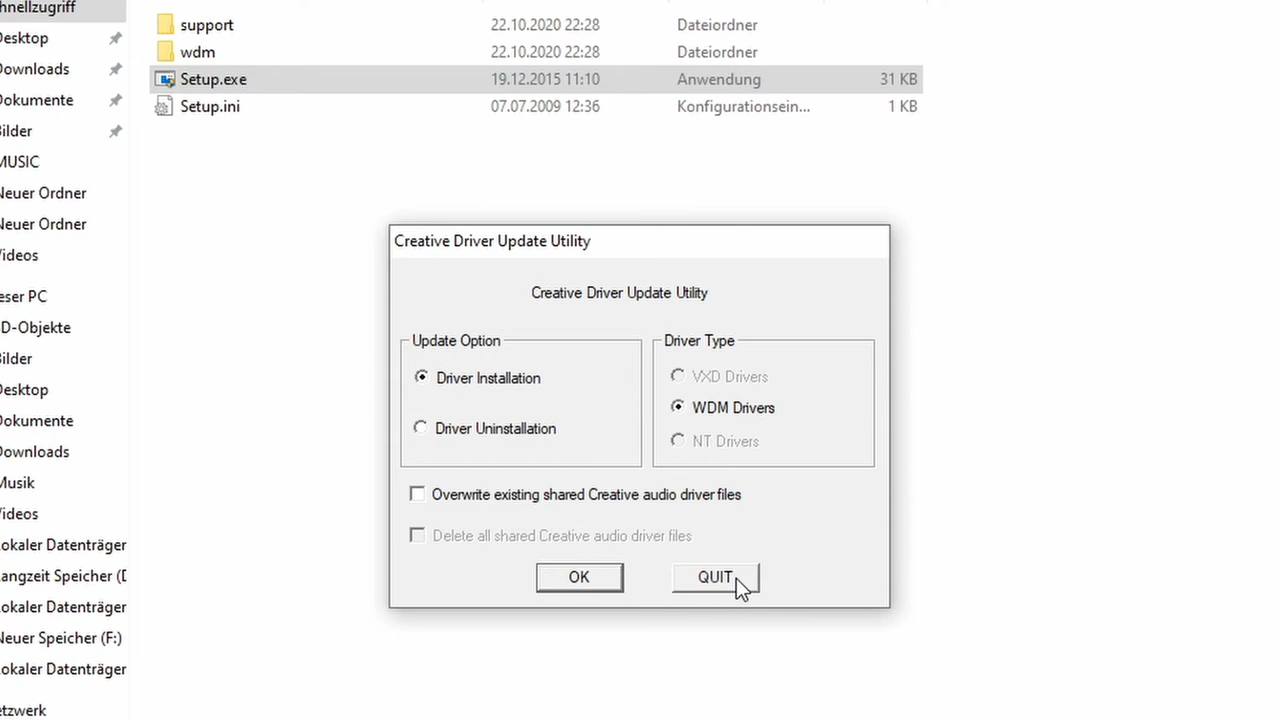 hnellzugriff
Desktop
Downloads
Dokumente
Bilder
MUSIC
Neuer Ordner
Neuer Ordner
Videos
eser PC
D-Objekte
Bilder
Desktop
Dokumente
Downloads
Musik
Videos
okaler Datenträger
angzeit Speicher (D
okaler Datenträger
Neuer Speicher (F:)
okaler Datenträger
etzwerk
support 22.10.2020 22:28 Dateiordner
wdm 22.10.2020 22:28 Dateiordner
Setup.exe 19.12.2015 11:10 Anwendung 31 KB
Setup.ini 07.07.2009 12:36 Konfigurationsein... 1 KB
Creative Driver Update Utility
Creative Driver Update Utility
Update Option
Driver Installation
Driver Uninstallation
Driver Type
VXD Drivers
WDM Drivers
NT Drivers
Overwrite existing shared Creative audio driver files
Delete all shared Creative audio driver files
OK QUIT